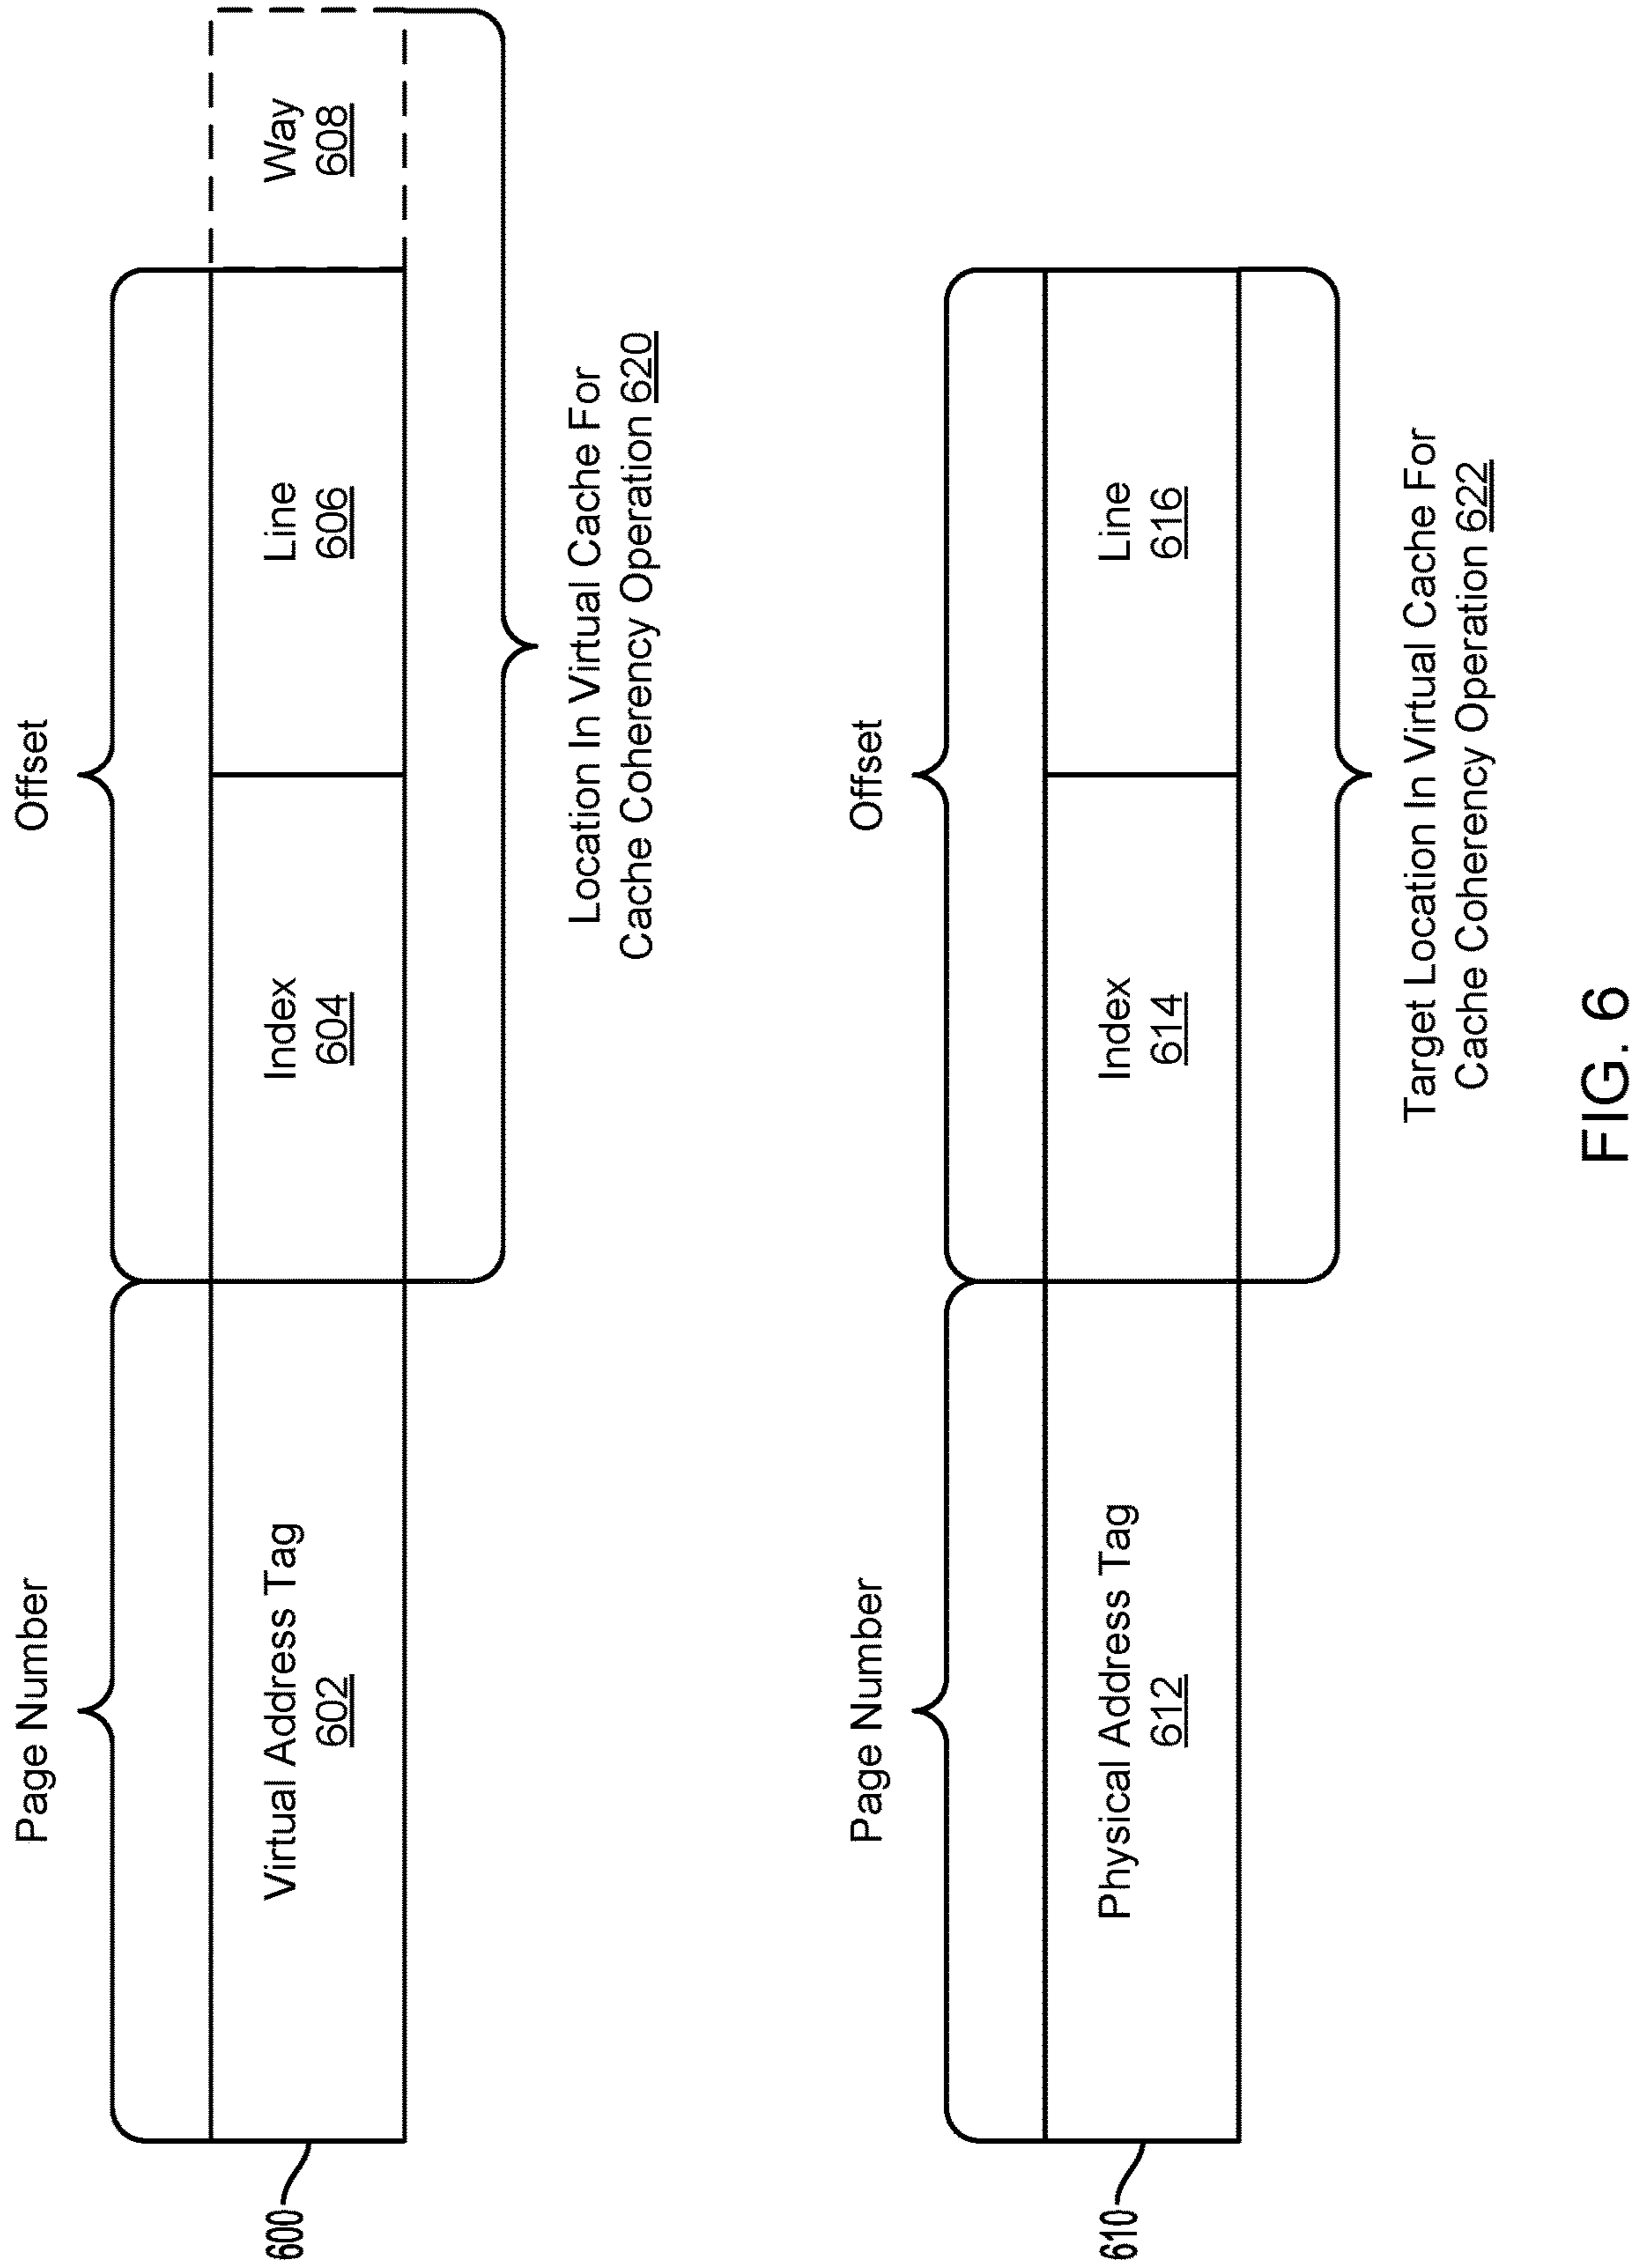 Page Number
Offset
600
Virtual Address Tag
602
Index
604
Line
606
Way
608
Location In Virtual Cache For
Cache Coherency Operation 620
Page Number
Offset
610
Physical Address Tag
612
Index
614
Line
616
Target Location In Virtual Cache For
Cache Coherency Operation 622
FIG. 6